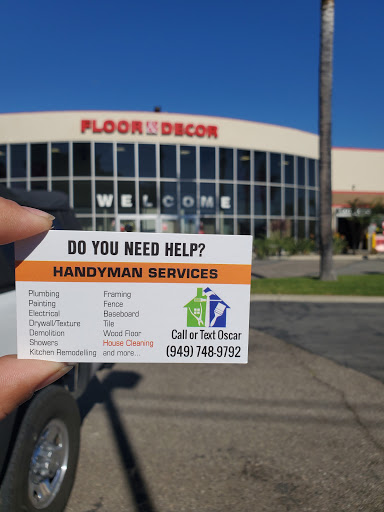 FLOOR & DECOR
WELCOME
DO YOU NEED HELP?
HANDYMAN SERVICES
Plumbing
Painting
Electrical
Drywall/Texture
Demolition
Showers
Kitchen Remodelling
Framing
Fence
Baseboard
Tile
Wood Floor
House Cleaning
and more...
Call or Text Oscar
(949) 748-9792